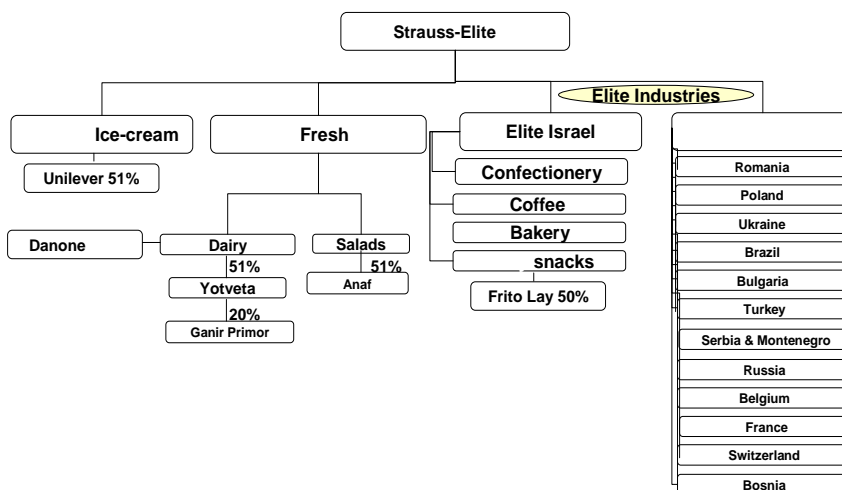 Strauss-Elite
Elite Industries
Ice-cream
Fresh
Elite Israel
Unilever 51%
Confectionery
Coffee
Bakery
snacks
Frito Lay 50%
Danone
Dairy
Salads
51%
51%
Yotveta
Anaf
20%
Ganir Primor
Romania
Poland
Ukraine
Brazil
Bulgaria
Turkey
Serbia & Montenegro
Russia
Belgium
France
Switzerland
Bosnia